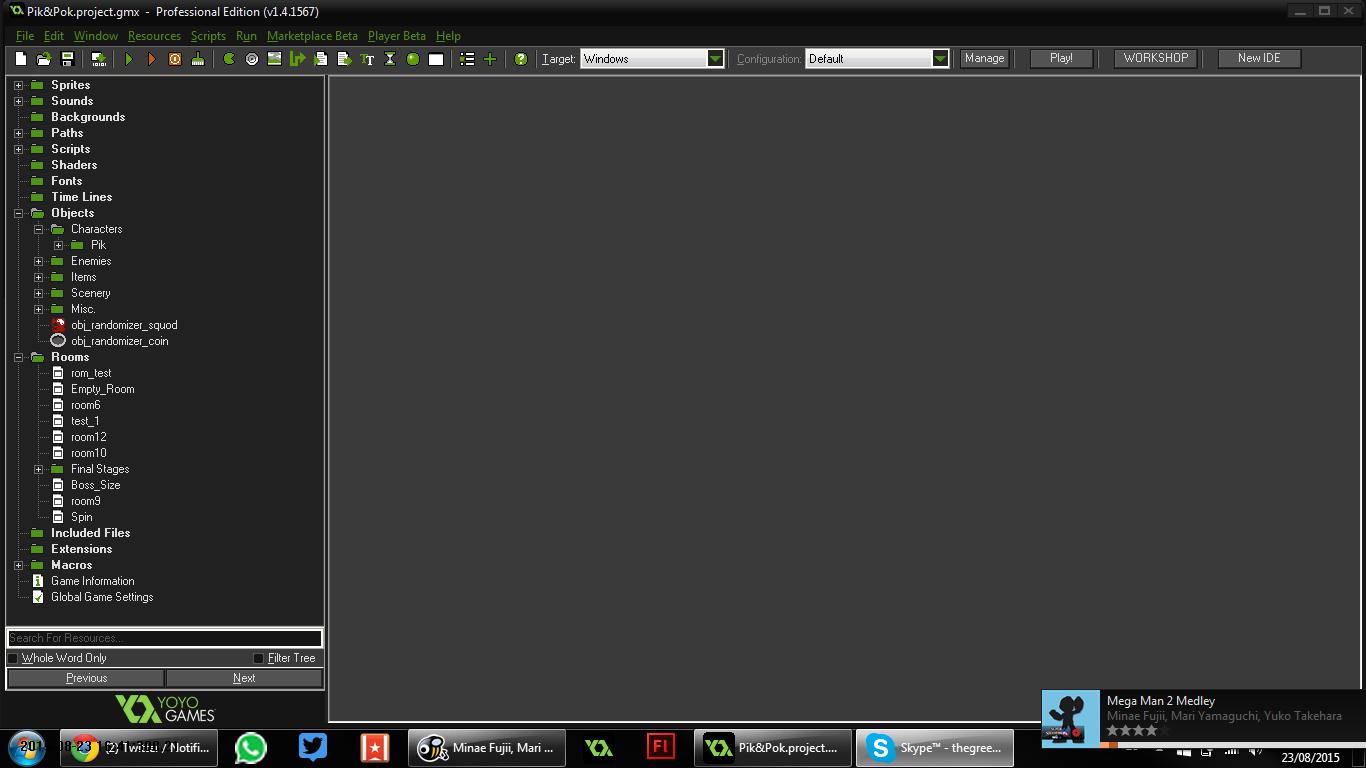 Pik&Pok.project.gmx - Professional Edition (v1.4.1567)
File Edit Window Resources Scripts Run Marketplace Beta Player Beta Help
Target: Windows Configuration: Default Manage Play! WORKSHOP New IDE
Sprites
Sounds
Backgrounds
Paths
Scripts
Shaders
Fonts
Time Lines
Objects
Characters
Pik
Enemies
Items
Scenery
Misc.
obj_randomizer_squod
obj_randomizer_coin
Rooms
rom_test
Empty_Room
room6
test_1
room12
room10
Final Stages
Boss_Size
room9
Spin
Included Files
Extensions
Macros
Game Information
Global Game Settings
Search For Resources...
Whole Word Only Filter Tree
Previous Next
YOYO
GAMES
Mega Man 2 Medley
Minae Fujii, Mari Yamaguchi, Yuko Takehara
(2) Twitter / Notifi... Minae Fujii, Mari ... Fl Pik&Pok.project.... Skype™ - thegree...
23/08/2015